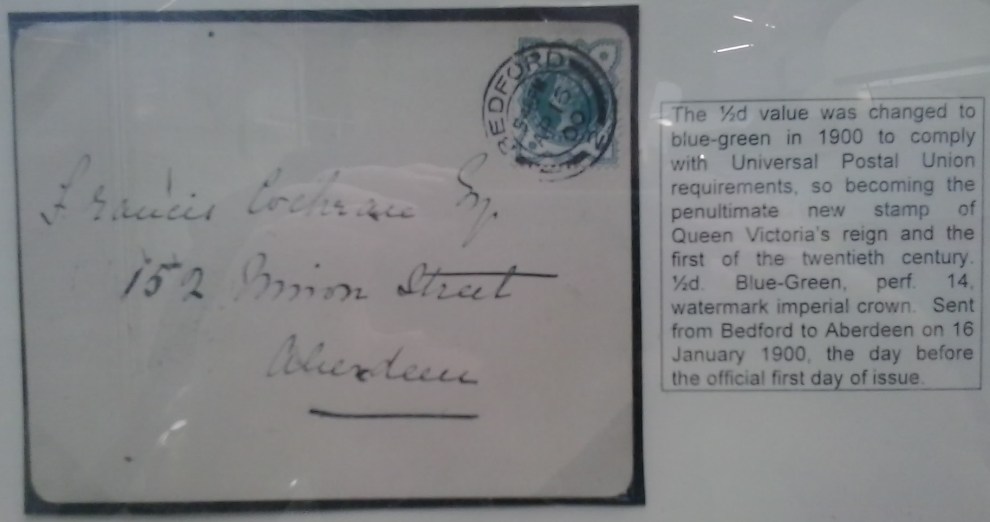 BEDFORD
Francis Cochrane Esq.
152 Union Street
Aberdeen
The ½d value was changed to
blue-green in 1900 to comply
with Universal Postal Union
requirements, so becoming the
penultimate new stamp of
Queen Victoria's reign and the
first of the twentieth century.
½d. Blue-Green, perf. 14,
watermark imperial crown. Sent
from Bedford to Aberdeen on 16
January 1900, the day before
the official first day of issue.